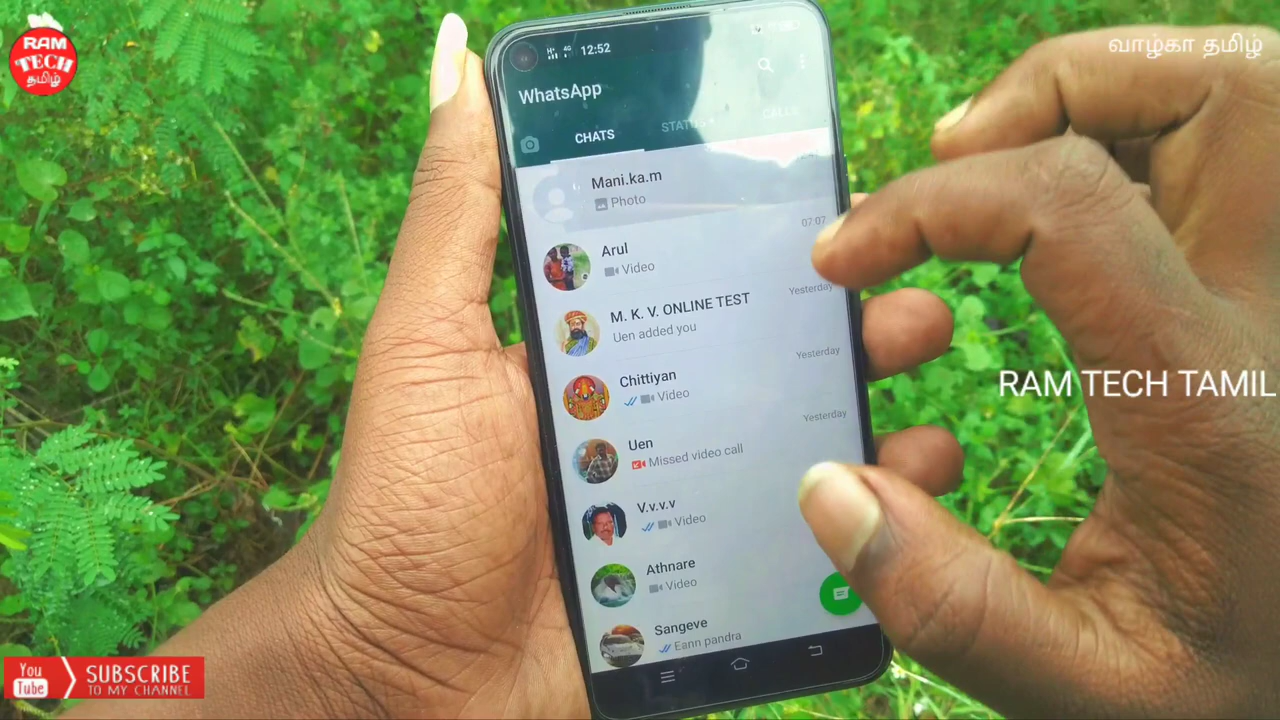 RAM
TECH
தமிழ்
வாழ்கா தமிழ்
12:52
WhatsApp
CHATS
STATUS
CALLS
Mani.ka.m
Photo
07:07
Arul
Video
Yesterday
M. K. V. ONLINE TEST
Uen added you
Yesterday
Chittiyan
Video
Yesterday
Uen
Missed video call
V.v.v.v
Video
Athnare
Video
Sangeve
Eann pandra
RAM TECH TAMIL
You
Tube
SUBSCRIBE
TO MY CHANNEL